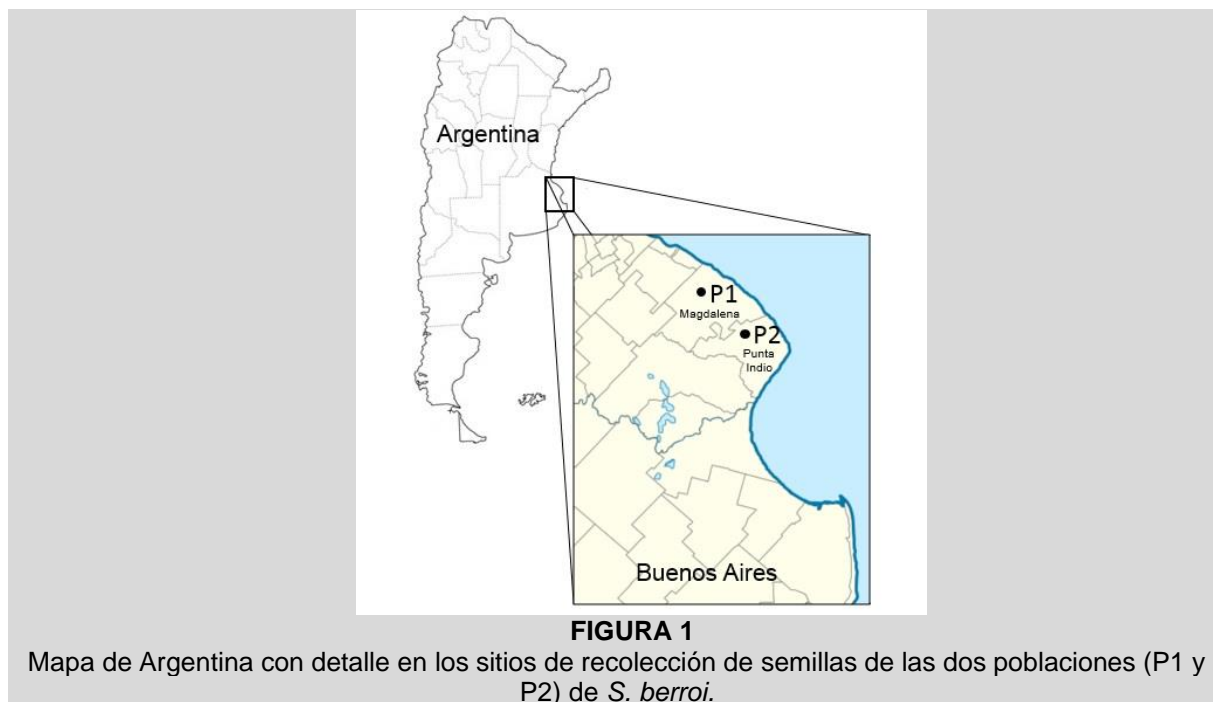 Argentina
P1
Magdalena
P2
Punta
Indio
Buenos Aires
FIGURA 1
Mapa de Argentina con detalle en los sitios de recolección de semillas de las dos poblaciones (P1 y
P2) de S. berroi.